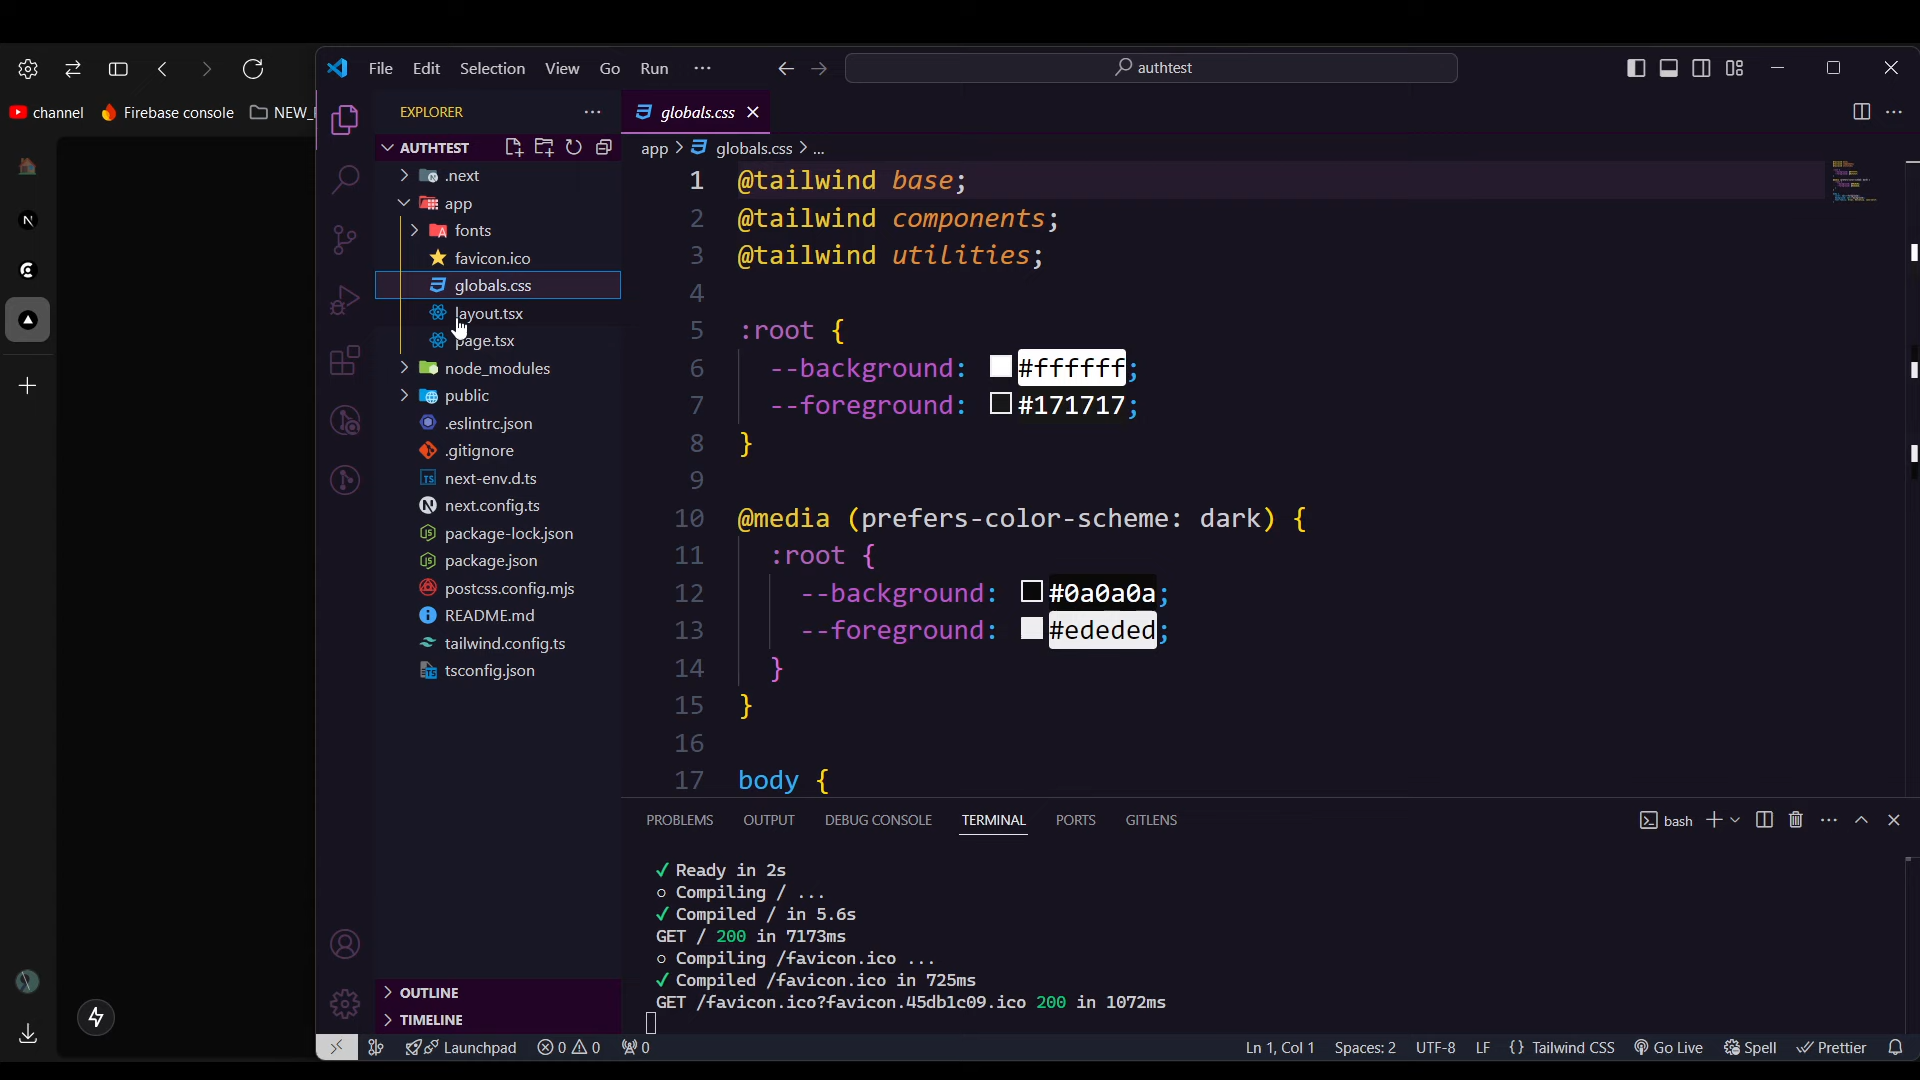 File Edit Selection View Go Run ... authtest
channel Firebase console NEW_
EXPLORER
AUTHTEST
.next
app
fonts
favicon.ico
globals.css
layout.tsx
page.tsx
node_modules
public
.eslintrc.json
.gitignore
next-env.d.ts
next.config.ts
package-lock.json
package.json
postcss.config.mjs
README.md
tailwind.config.ts
tsconfig.json
OUTLINE
TIMELINE
globals.css
app > globals.css > ...
1 @tailwind base;
2 @tailwind components;
3 @tailwind utilities;
4
5 :root {
6 --background: #ffffff;
7 --foreground: #171717;
8 }
9
10 @media (prefers-color-scheme: dark) {
11 :root {
12 --background: #0a0a0a;
13 --foreground: #ededed;
14 }
15 }
16
17 body {
PROBLEMS OUTPUT DEBUG CONSOLE TERMINAL PORTS GITLENS bash
✓ Ready in 2s
○ Compiling / ...
✓ Compiled / in 5.6s
GET / 200 in 7173ms
○ Compiling /favicon.ico ...
✓ Compiled /favicon.ico in 725ms
GET /favicon.ico?favicon.45db1c09.ico 200 in 1072ms
Launchpad 0 0 0 Ln 1, Col 1 Spaces: 2 UTF-8 LF {} Tailwind CSS Go Live Spell Prettier